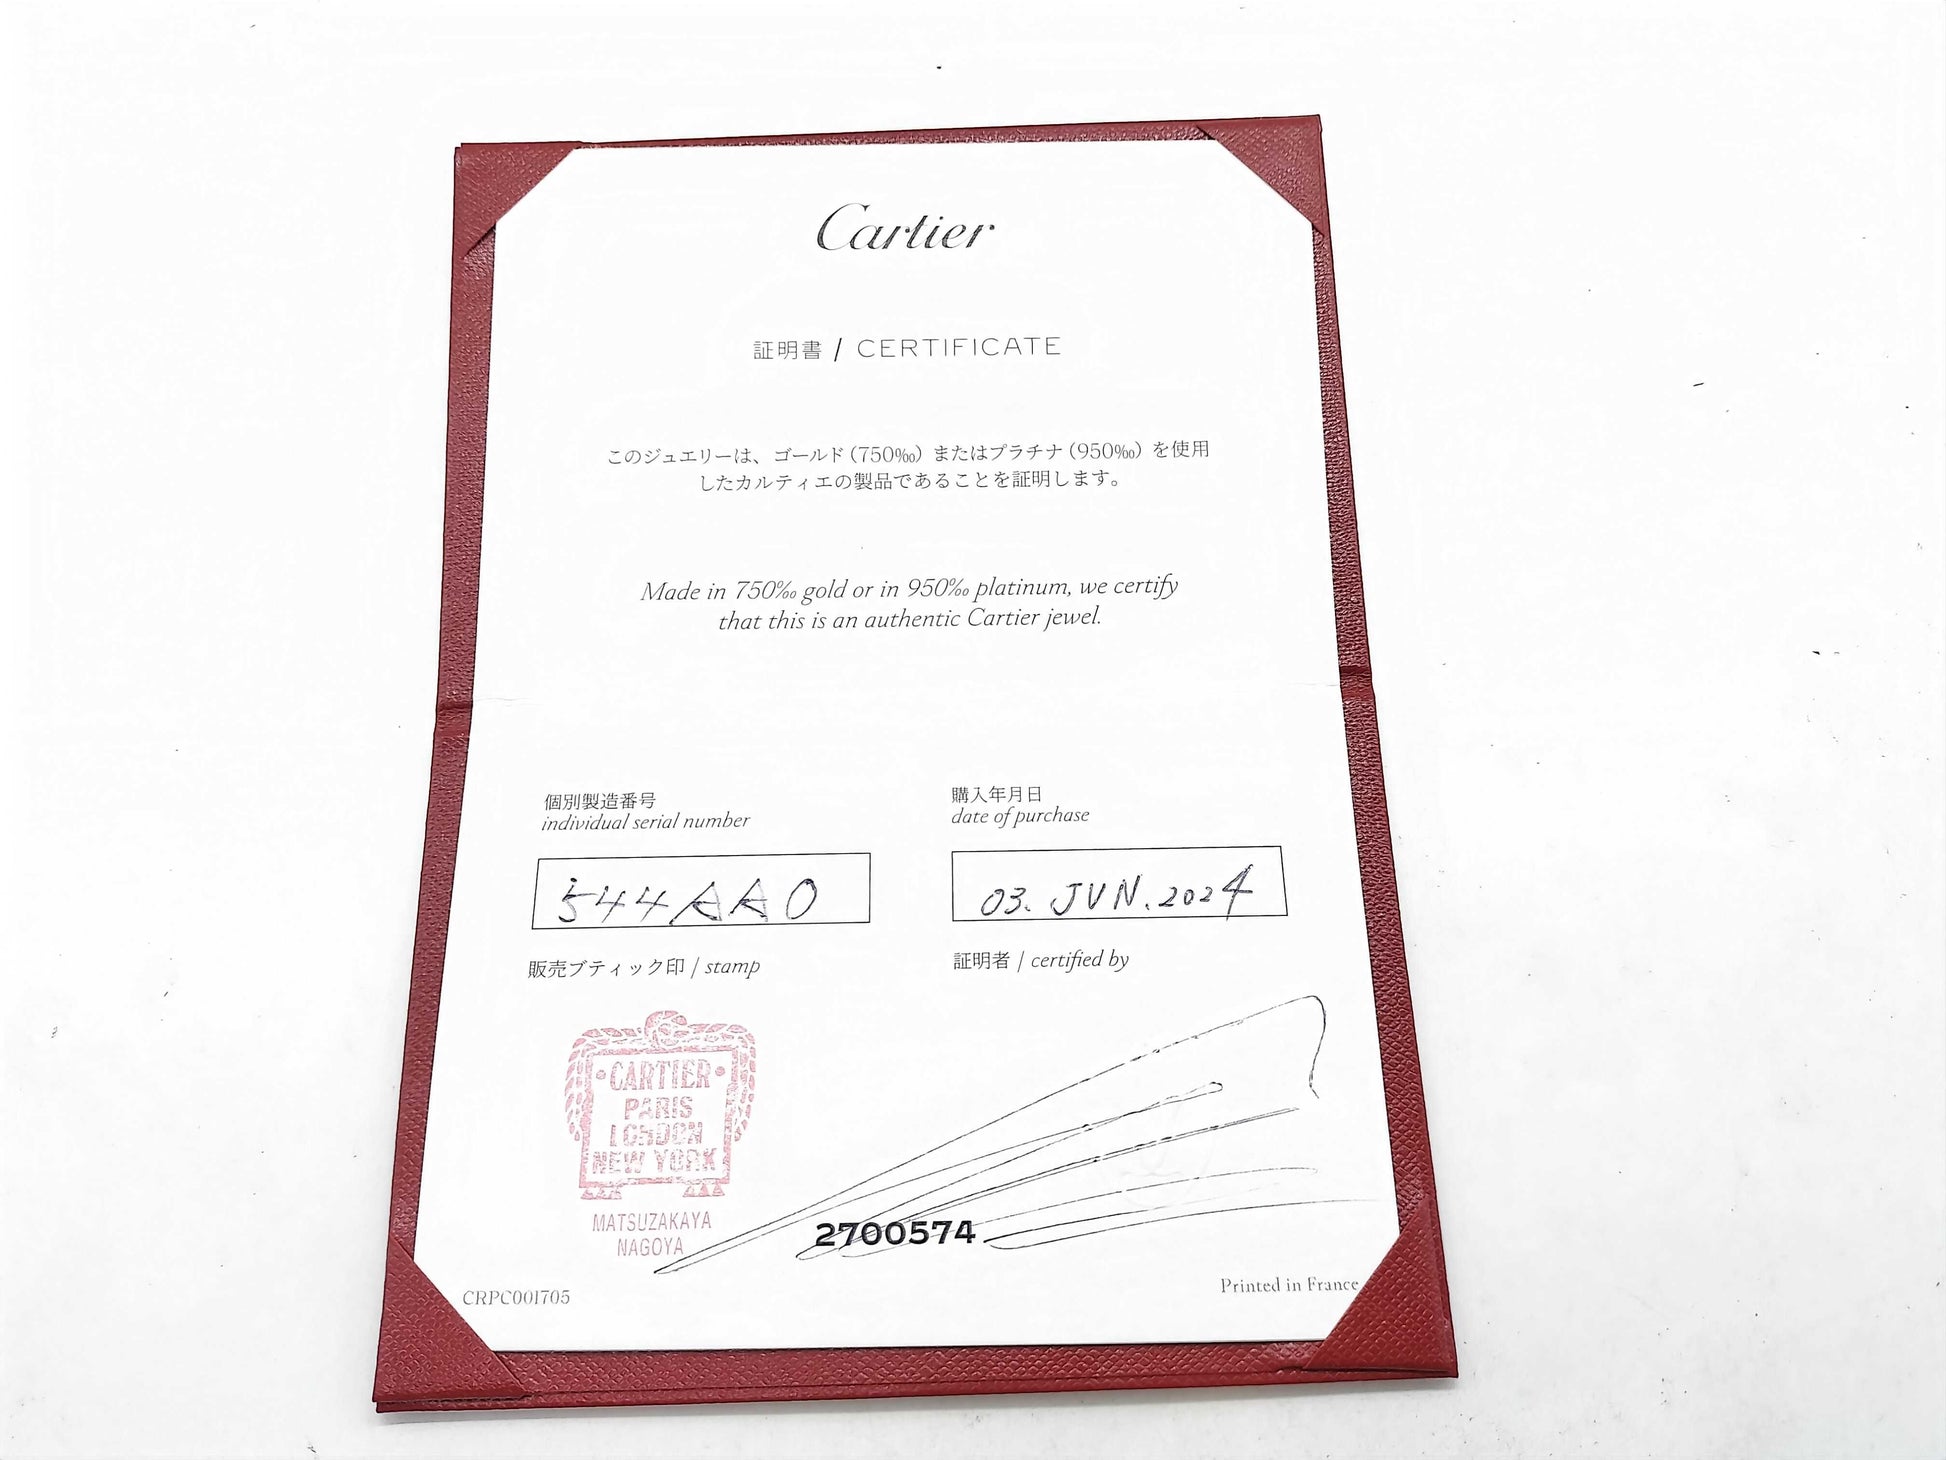 Cartier
証明書 / CERTIFICATE
このジュエリーは、ゴールド（750‰）またはプラチナ（950‰）を使用
したカルティエの製品であることを証明します。
Made in 750‰ gold or in 950‰ platinum, we certify
that this is an authentic Cartier jewel.
個別製造番号
individual serial number
544AAO
購入年月日
date of purchase
03. JUN. 2024
販売ブティック印 / stamp
証明者 / certified by
CARTIER
PARIS
LONDON
NEW YORK
MATSUZAKAYA
NAGOYA
2700574
CRPC001705
Printed in France